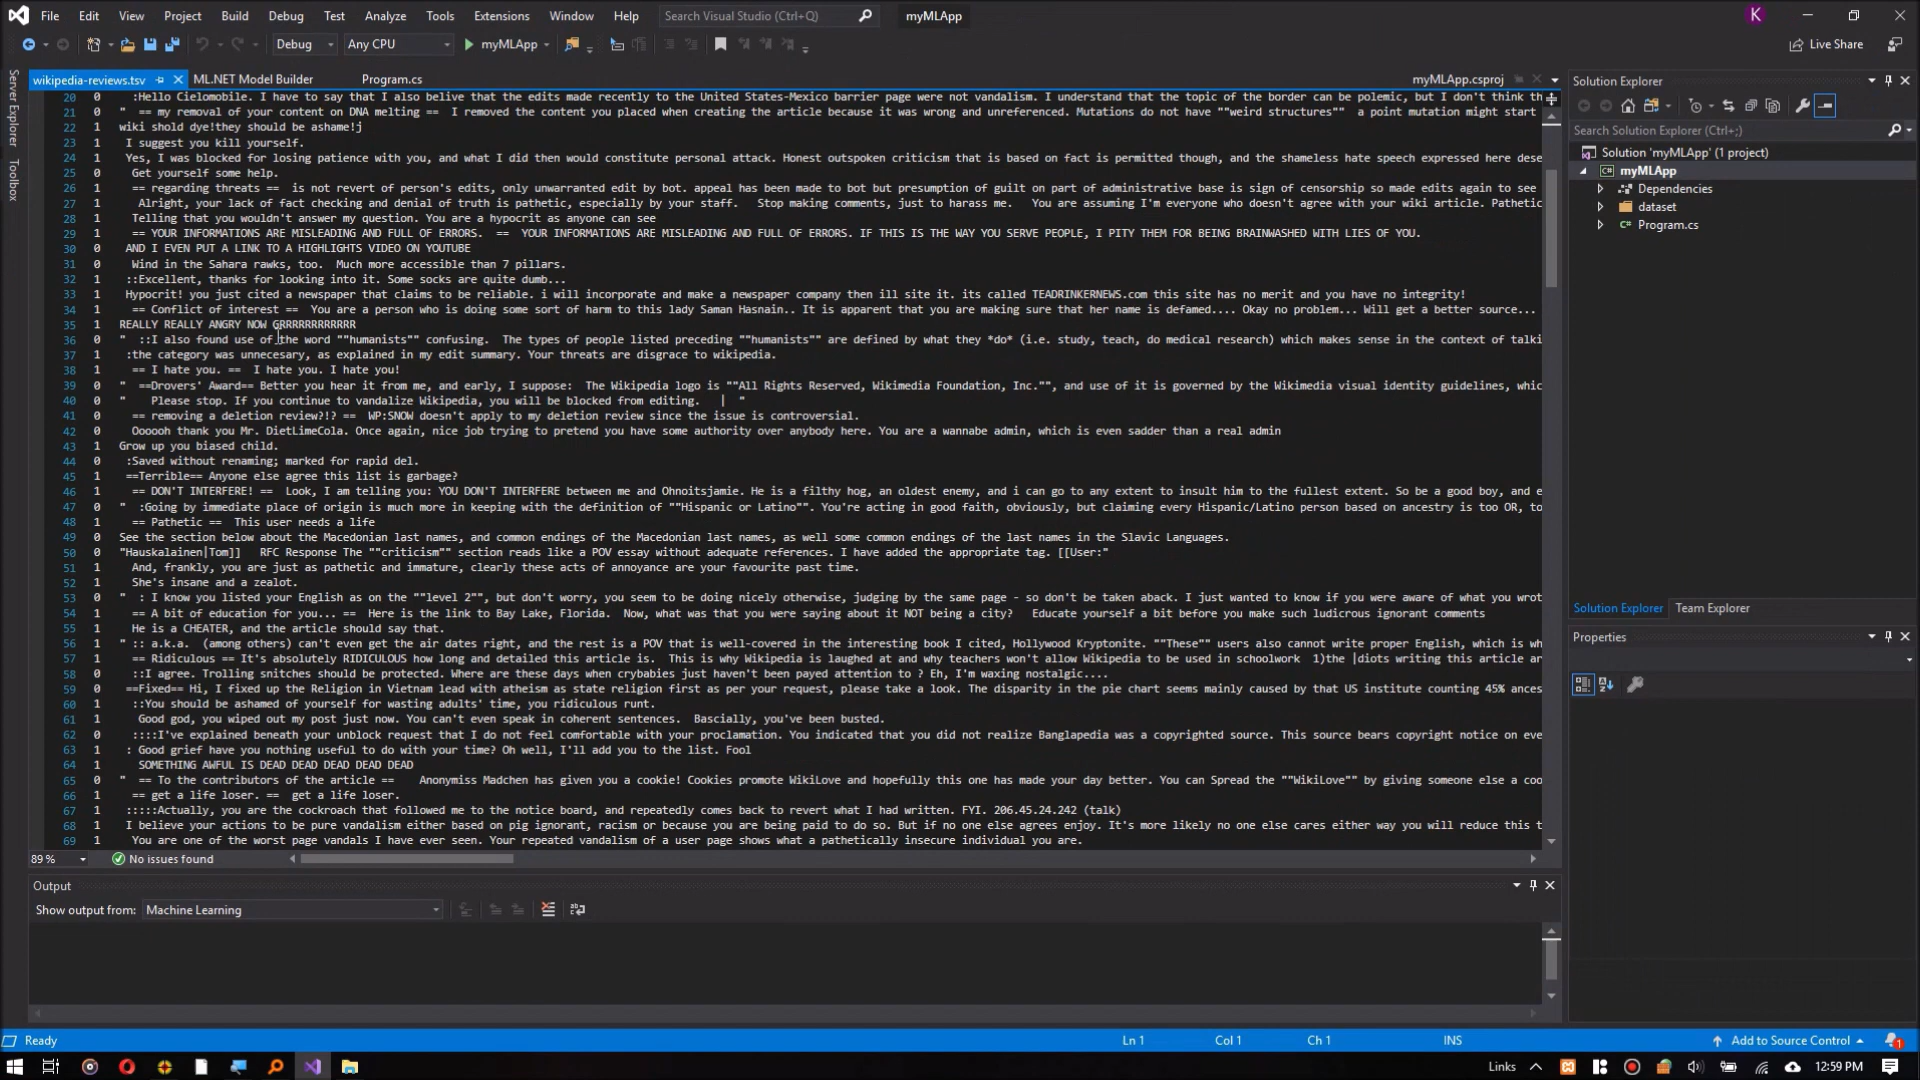 File Edit View Project Build Debug Test Analyze Tools Extensions Window Help Search Visual Studio (Ctrl+Q) myMLApp K
Debug Any CPU myMLApp Live Share
Server Explorer
Toolbox
wikipedia-reviews.tsv ML.NET Model Builder Program.cs myMLApp.csproj
20 0 :Hello Cielomobile. I have to say that I also belive that the edits made recently to the United States-Mexico barrier page were not vandalism. I understand that the topic of the border can be polemic, but I don't think th
21 0 " == my removal of your content on DNA melting == I removed the content you placed when creating the article because it was wrong and unreferenced. Mutations do not have ""weird structures"" a point mutation might start
22 1 wiki shold dye!they should be ashame!j
23 1 I suggest you kill yourself.
24 1 Yes, I was blocked for losing patience with you, and what I did then would constitute personal attack. Honest outspoken criticism that is based on fact is permitted though, and the shameless hate speech expressed here dese
25 0 Get yourself some help.
26 0 == regarding threats == is not revert of person's edits, only unwarranted edit by bot. appeal has been made to bot but presumption of guilt on part of administrative base is sign of censorship so made edits again to see
27 1 Alright, your lack of fact checking and denial of truth is pathetic, especially by your staff. Stop making comments, just to harass me. You are assuming I'm everyone who doesn't agree with your wiki article. Pathetic
28 1 Telling that you wouldn't answer my question. You are a hypocrit as anyone can see
29 1 == YOUR INFORMATIONS ARE MISLEADING AND FULL OF ERRORS. == YOUR INFORMATIONS ARE MISLEADING AND FULL OF ERRORS. IF THIS IS THE WAY YOU SERVE PEOPLE, I PITY THEM FOR BEING BRAINWASHED WITH LIES OF YOU.
30 0 AND I EVEN PUT A LINK TO A HIGHLIGHTS VIDEO ON YOUTUBE
31 0 Wind in the Sahara rawks, too. Much more accessible than 7 pillars.
32 1 ::Excellent, thanks for looking into it. Some socks are quite dumb...
33 1 Hypocrit! you just cited a newspaper that claims to be reliable. i will incorporate and make a newspaper company then ill site it. its called TEADRINKERNEWS.com this site has no merit and you have no integrity!
34 1 == Conflict of interest == You are a person who is doing some sort of harm to this lady Saman Hasnain.. It is apparent that you are making sure that her name is defamed.... Okay no problem... Will get a better source...
35 1 REALLY REALLY ANGRY NOW GRRRRRRRRRRRR
36 0 " ::I also found use of the word ""humanists"" confusing. The types of people listed preceding ""humanists"" are defined by what they *do* (i.e. study, teach, do medical research) which makes sense in the context of talki
37 1 :the category was unnecesary, as explained in my edit summary. Your threats are disgrace to wikipedia.
38 1 == I hate you. == I hate you. I hate you!
39 0 " ==Drovers' Award== Better you hear it from me, and early, I suppose: The Wikipedia logo is ""All Rights Reserved, Wikimedia Foundation, Inc."", and use of it is governed by the Wikimedia visual identity guidelines, whic
40 0 " Please stop. If you continue to vandalize Wikipedia, you will be blocked from editing. | "
41 0 == removing a deletion review?!? == WP:SNOW doesn't apply to my deletion review since the issue is controversial.
42 0 Oooooh thank you Mr. DietLimeCola. Once again, nice job trying to pretend you have some authority over anybody here. You are a wannabe admin, which is even sadder than a real admin
43 1 Grow up you biased child.
44 0 :Saved without renaming; marked for rapid del.
45 1 ==Terrible== Anyone else agree this list is garbage?
46 1 == DON'T INTERFERE! == Look, I am telling you: YOU DON'T INTERFERE between me and Ohnoitsjamie. He is a filthy hog, an oldest enemy, and i can go to any extent to insult him to the fullest extent. So be a good boy, and e
47 0 " :Going by immediate place of origin is much more in keeping with the definition of ""Hispanic or Latino"". You're acting in good faith, obviously, but claiming every Hispanic/Latino person based on ancestry is too OR, to
48 1 == Pathetic == This user needs a life
49 0 See the section below about the Macedonian last names, and common endings of the Macedonian last names, as well some common endings of the last names in the Slavic Languages.
50 0 "Hauskalainen|Tom]] RFC Response The ""criticism"" section reads like a POV essay without adequate references. I have added the appropriate tag. [[User:"
51 1 And, frankly, you are just as pathetic and immature, clearly these acts of annoyance are your favourite past time.
52 1 She's insane and a zealot.
53 0 " : I know you listed your English as on the ""level 2"", but don't worry, you seem to be doing nicely otherwise, judging by the same page - so don't be taken aback. I just wanted to know if you were aware of what you wrot
54 1 == A bit of education for you... == Here is the link to Bay Lake, Florida. Now, what was that you were saying about it NOT being a city? Educate yourself a bit before you make such ludicrous ignorant comments
55 1 He is a CHEATER, and the article should say that.
56 0 " :: a.k.a. (among others) can't even get the air dates right, and the rest is a POV that is well-covered in the interesting book I cited, Hollywood Kryptonite. ""These"" users also cannot write proper English, which is wh
57 1 == Ridiculous == It's absolutely RIDICULOUS how long and detailed this article is. This is why Wikipedia is laughed at and why teachers won't allow Wikipedia to be used in schoolwork 1)the |diots writing this article ar
58 0 ::I agree. Trolling snitches should be protected. Where are these days when crybabies just haven't been payed attention to ? Eh, I'm waxing nostalgic....
59 0 ==Fixed== Hi, I fixed up the Religion in Vietnam lead with atheism as state religion first as per your request, please take a look. The disparity in the pie chart seems mainly caused by that US institute counting 45% ances
60 1 ::You should be ashamed of yourself for wasting adults' time, you ridiculous runt.
61 1 Good god, you wiped out my post just now. You can't even speak in coherent sentences. Bascially, you've been busted.
62 0 ::::I've explained beneath your unblock request that I do not feel comfortable with your proclamation. You indicated that you did not realize Banglapedia was a copyrighted source. This source bears copyright notice on eve
63 1 : Good grief have you nothing useful to do with your time? Oh well, I'll add you to the list. Fool
64 1 SOMETHING AWFUL IS DEAD DEAD DEAD DEAD DEAD
65 0 " == To the contributors of the article == Anonymiss Madchen has given you a cookie! Cookies promote WikiLove and hopefully this one has made your day better. You can Spread the ""WikiLove"" by giving someone else a coo
66 1 == get a life loser. == get a life loser.
67 1 :::::Actually, you are the cockroach that followed me to the notice board, and repeatedly comes back to revert what I had written. FYI. 206.45.24.242 (talk)
68 1 I believe your actions to be pure vandalism either based on pig ignorant, racism or because you are being paid to do so. But if no one else agrees enjoy. It's more likely no one else cares either way you will reduce this t
69 1 You are one of the worst page vandals I have ever seen. Your repeated vandalism of a user page shows what a pathetically insecure individual you are.
89 % No issues found
Output
Show output from: Machine Learning
Solution Explorer
Search Solution Explorer (Ctrl+;)
Solution 'myMLApp' (1 project)
myMLApp
Dependencies
dataset
Program.cs
Solution Explorer Team Explorer
Properties
Ready Ln 1 Col 1 Ch 1 INS Add to Source Control 1
Links 12:59 PM